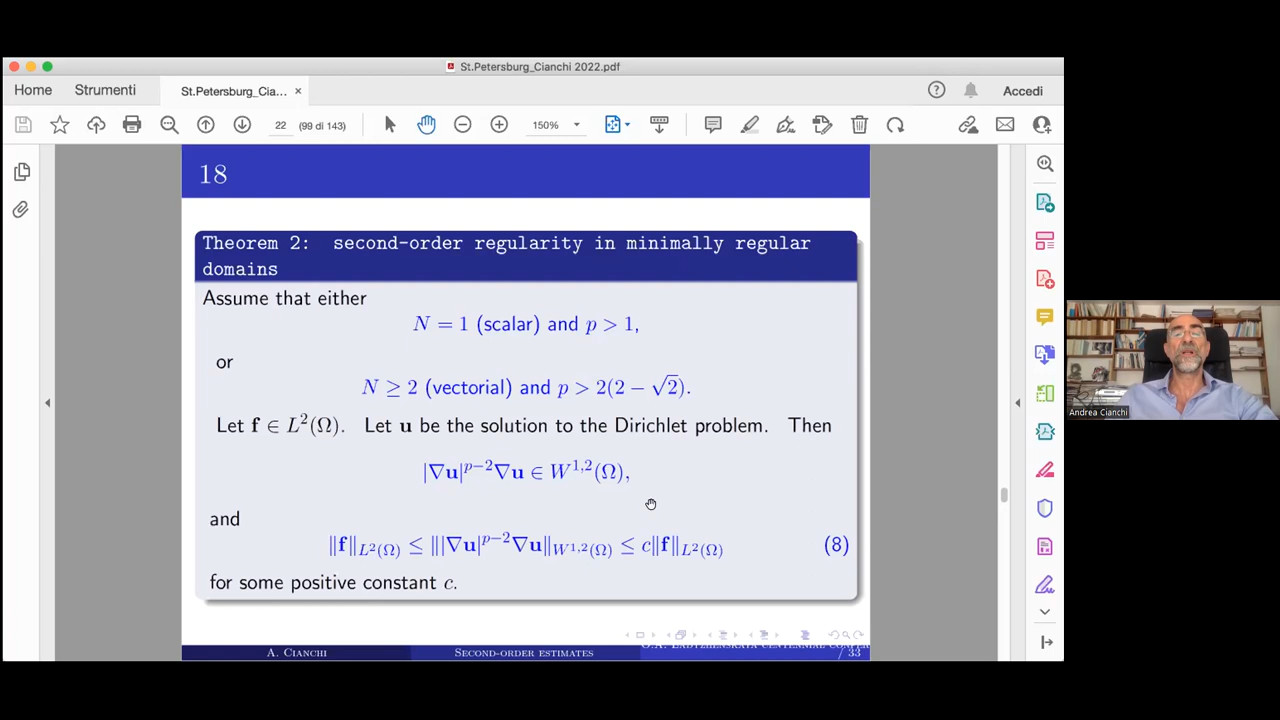 St.Petersburg_Cianchi 2022.pdf
Home
Strumenti
St.Petersburg_Cia...
Accedi
22
(99 di 143)
150%
18
Theorem 2: second-order regularity in minimally regular
domains
Assume that either
N = 1 (scalar) and p > 1,
or
N ≥ 2 (vectorial) and p > 2(2 − √2).
Let f ∈ L²(Ω). Let u be the solution to the Dirichlet problem. Then
|∇u|^{p−2}∇u ∈ W^{1,2}(Ω),
and
‖f‖_{L²(Ω)} ≤ ‖|∇u|^{p−2}∇u‖_{W^{1,2}(Ω)} ≤ c‖f‖_{L²(Ω)} (8)
for some positive constant c.
A. Cianchi
Second-order estimates
/ 33
Andrea Cianchi